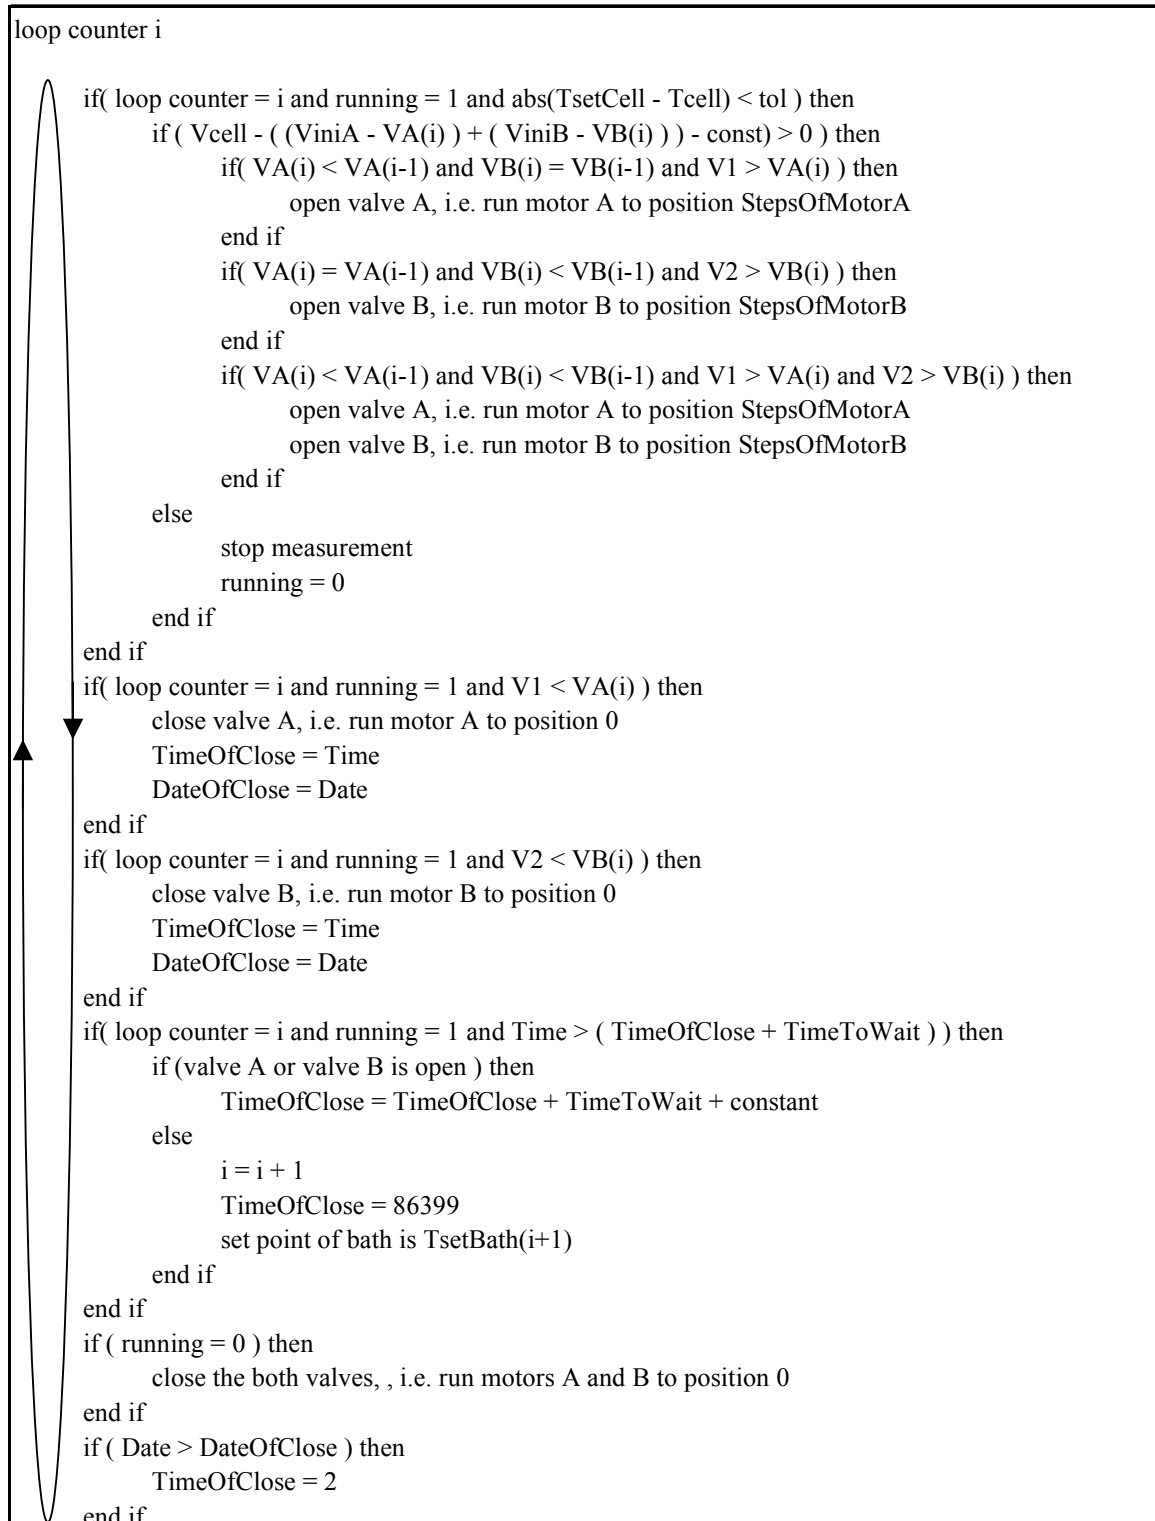 loop counter i
if( loop counter = i and running = 1 and abs(TsetCell - Tcell) < tol ) then
if ( Vcell - ( (ViniA - VA(i) ) + ( ViniB - VB(i) ) ) - const) > 0 ) then
if( VA(i) < VA(i-1) and VB(i) = VB(i-1) and V1 > VA(i) ) then
open valve A, i.e. run motor A to position StepsOfMotorA
end if
if( VA(i) = VA(i-1) and VB(i) < VB(i-1) and V2 > VB(i) ) then
open valve B, i.e. run motor B to position StepsOfMotorB
end if
if( VA(i) < VA(i-1) and VB(i) < VB(i-1) and V1 > VA(i) and V2 > VB(i) ) then
open valve A, i.e. run motor A to position StepsOfMotorA
open valve B, i.e. run motor B to position StepsOfMotorB
end if
else
stop measurement
running = 0
end if
end if
if( loop counter = i and running = 1 and V1 < VA(i) ) then
close valve A, i.e. run motor A to position 0
TimeOfClose = Time
DateOfClose = Date
end if
if( loop counter = i and running = 1 and V2 < VB(i) ) then
close valve B, i.e. run motor B to position 0
TimeOfClose = Time
DateOfClose = Date
end if
if( loop counter = i and running = 1 and Time > ( TimeOfClose + TimeToWait ) ) then
if (valve A or valve B is open ) then
TimeOfClose = TimeOfClose + TimeToWait + constant
else
i = i + 1
TimeOfClose = 86399
set point of bath is TsetBath(i+1)
end if
end if
if ( running = 0 ) then
close the both valves, , i.e. run motors A and B to position 0
end if
if ( Date > DateOfClose ) then
TimeOfClose = 2
end if